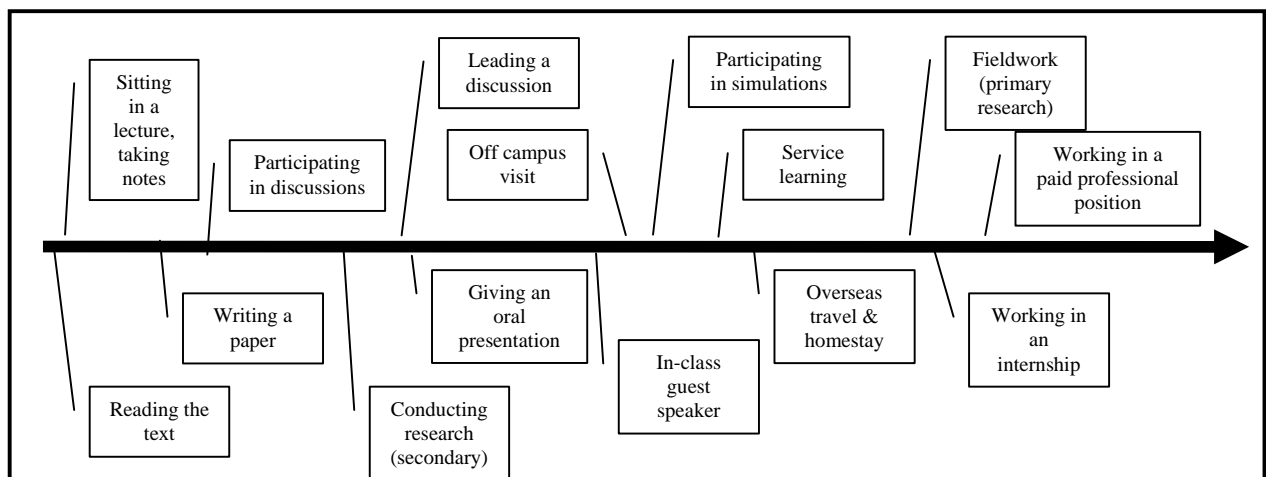 Sitting
in a
lecture,
taking
notes
Participating
in discussions
Leading a
discussion
Off campus
visit
Participating
in simulations
Service
learning
Fieldwork
(primary
research)
Working in a
paid professional
position
Reading the
text
Writing a
paper
Conducting
research
(secondary)
Giving an
oral
presentation
In-class
guest
speaker
Overseas
travel &
homestay
Working in
an
internship